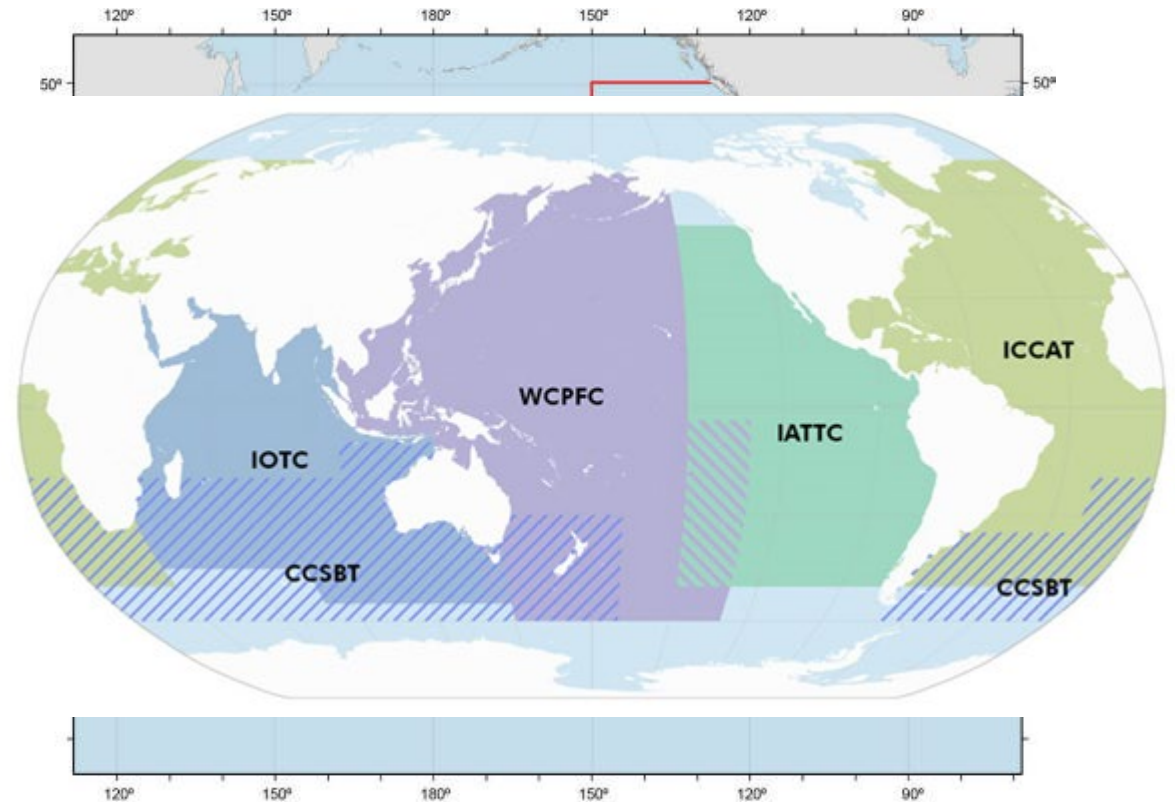 120º 150º 180º 150º 120º 90º
50º 50º
ICCAT
WCPFC
IATTC
IOTC
CCSBT
CCSBT
120º 150º 180º 150º 120º 90º